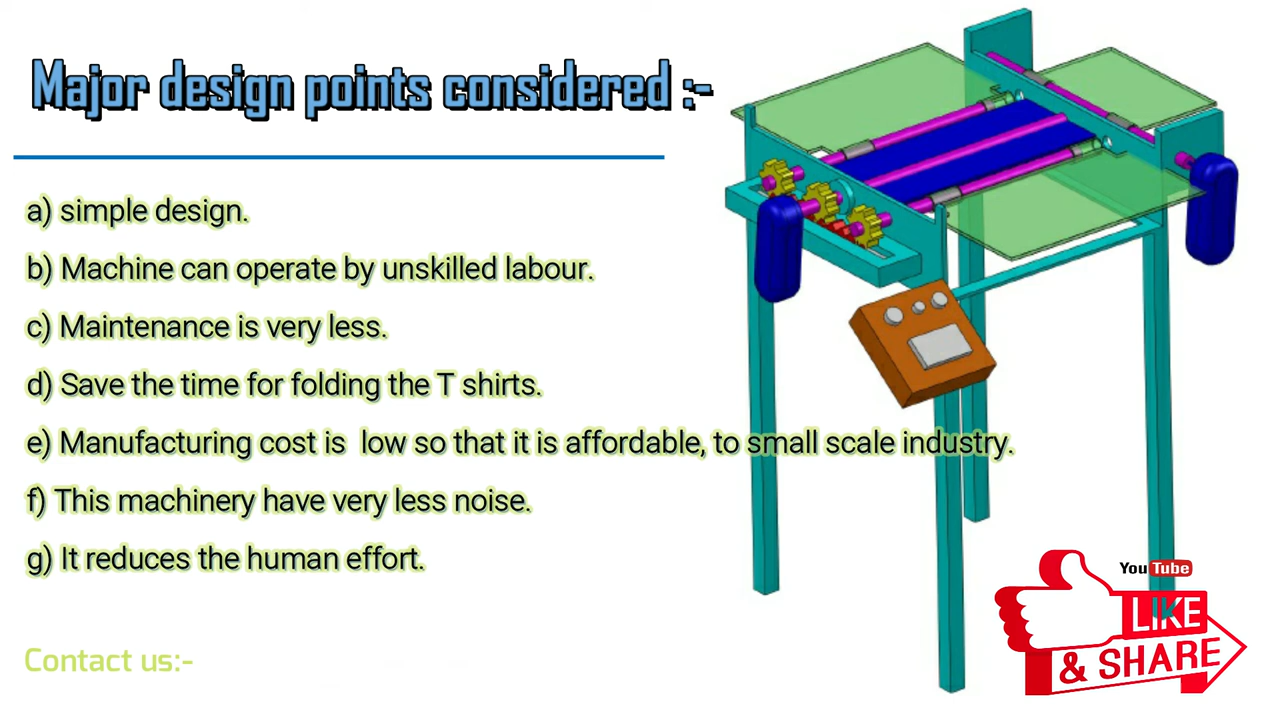 Major design points considered :-
a) simple design.
b) Machine can operate by unskilled labour.
c) Maintenance is very less.
d) Save the time for folding the T shirts.
e) Manufacturing cost is  low so that it is affordable, to small scale industry.
f) This machinery have very less noise.
g) It reduces the human effort.
Contact us:-
YouTube
LIKE
& SHARE